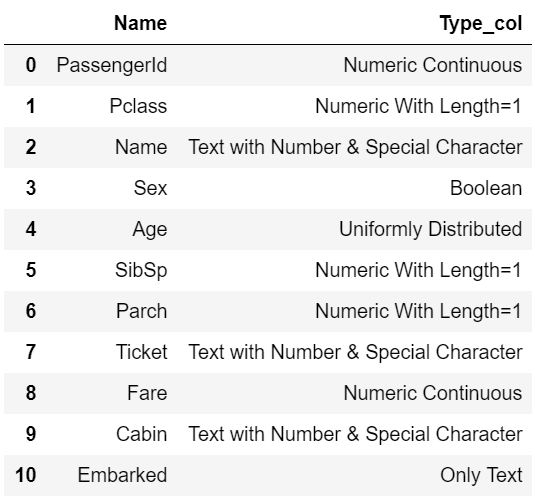 Name Type_col
0 PassengerId Numeric Continuous
1 Pclass Numeric With Length=1
2 Name Text with Number & Special Character
3 Sex Boolean
4 Age Uniformly Distributed
5 SibSp Numeric With Length=1
6 Parch Numeric With Length=1
7 Ticket Text with Number & Special Character
8 Fare Numeric Continuous
9 Cabin Text with Number & Special Character
10 Embarked Only Text